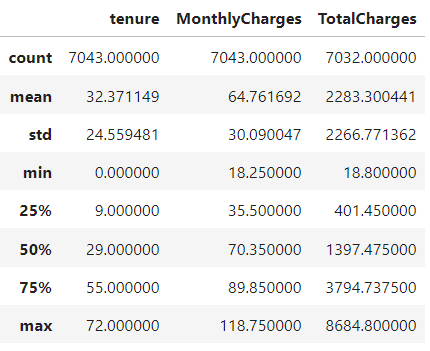 tenure MonthlyCharges TotalCharges
count 7043.000000 7043.000000 7032.000000
mean 32.371149 64.761692 2283.300441
std 24.559481 30.090047 2266.771362
min 0.000000 18.250000 18.800000
25% 9.000000 35.500000 401.450000
50% 29.000000 70.350000 1397.475000
75% 55.000000 89.850000 3794.737500
max 72.000000 118.750000 8684.800000